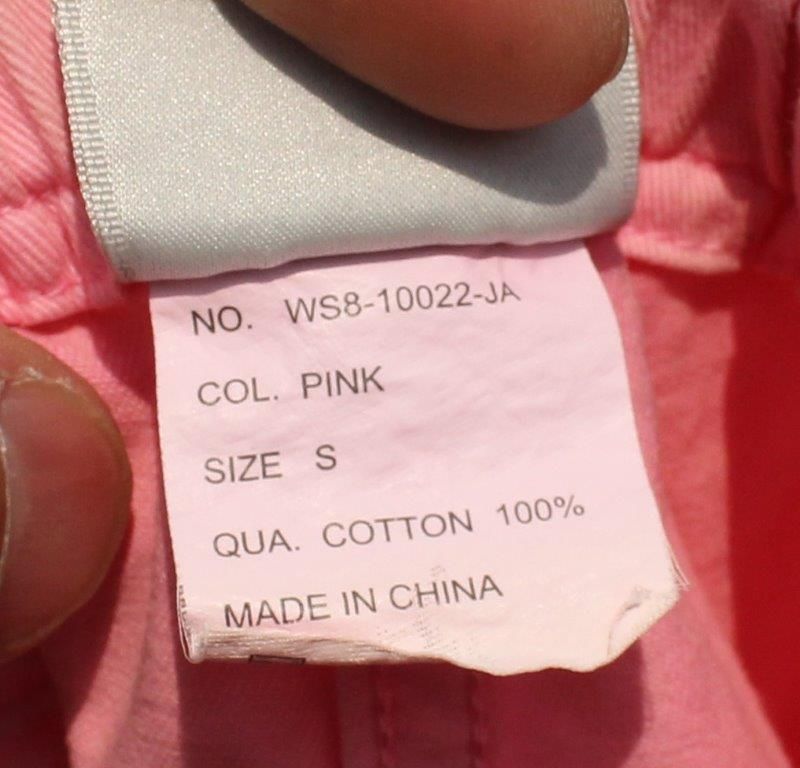 NO. WS8-10022-JA
COL. PINK
SIZE S
QUA. COTTON 100%
MADE IN CHINA